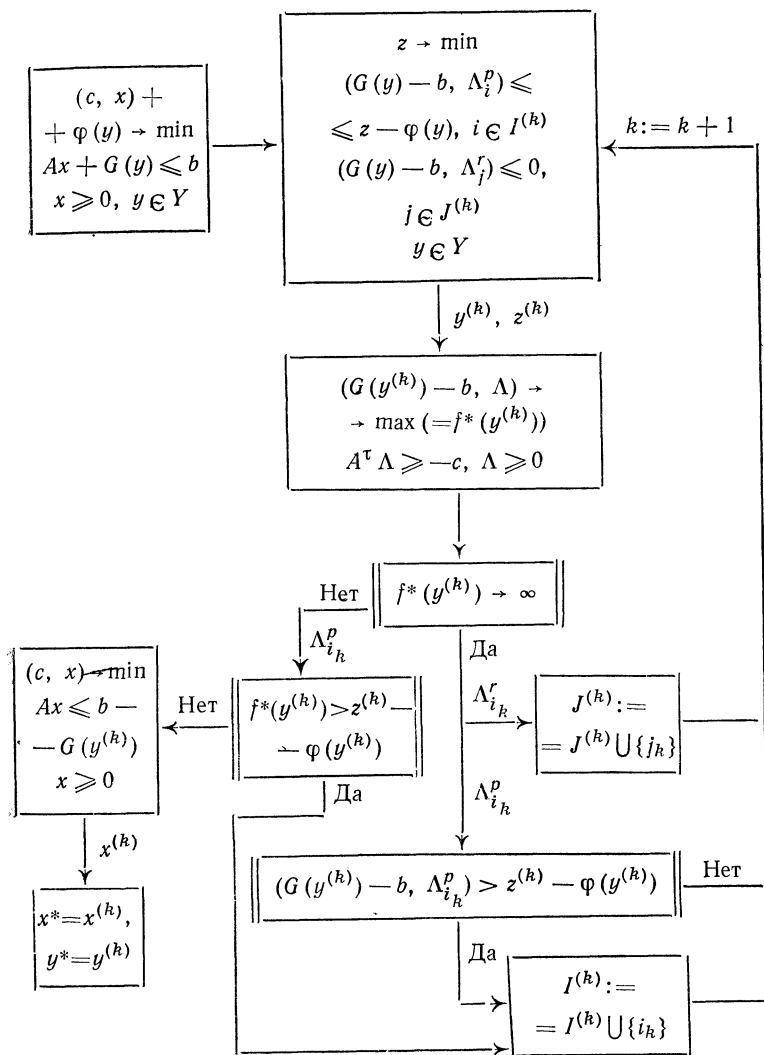 (c, x) +
+ φ(y) → min
Ax + G(y) ⩽ b
x ⩾ 0, y ∈ Y
z → min
(G(y) — b, Λ_i^p) ⩽
⩽ z — φ(y), i ∈ I^(k)
(G(y) — b, Λ_j^r) ⩽ 0,
j ∈ J^(k)
y ∈ Y
k := k + 1
y^(k), z^(k)
(G(y^(k)) — b, Λ) →
→ max (=f*(y^(k)))
A^τ Λ ⩾ —c, Λ ⩾ 0
f*(y^(k)) → ∞
Нет
Λ_{i_k}^p
Да
(c, x) → min
Ax ⩽ b —
— G(y^(k))
x ⩾ 0
Нет
f*(y^(k)) > z^(k) —
— φ(y^(k))
Λ_{i_k}^r
J^(k) :=
= J^(k) ⋃ {j_k}
Да
Λ_{i_k}^p
x^(k)
(G(y^(k)) — b, Λ_{i_k}^p) > z^(k) — φ(y^(k))
Нет
x* = x^(k),
y* = y^(k)
Да
I^(k) :=
= I^(k) ⋃ {i_k}